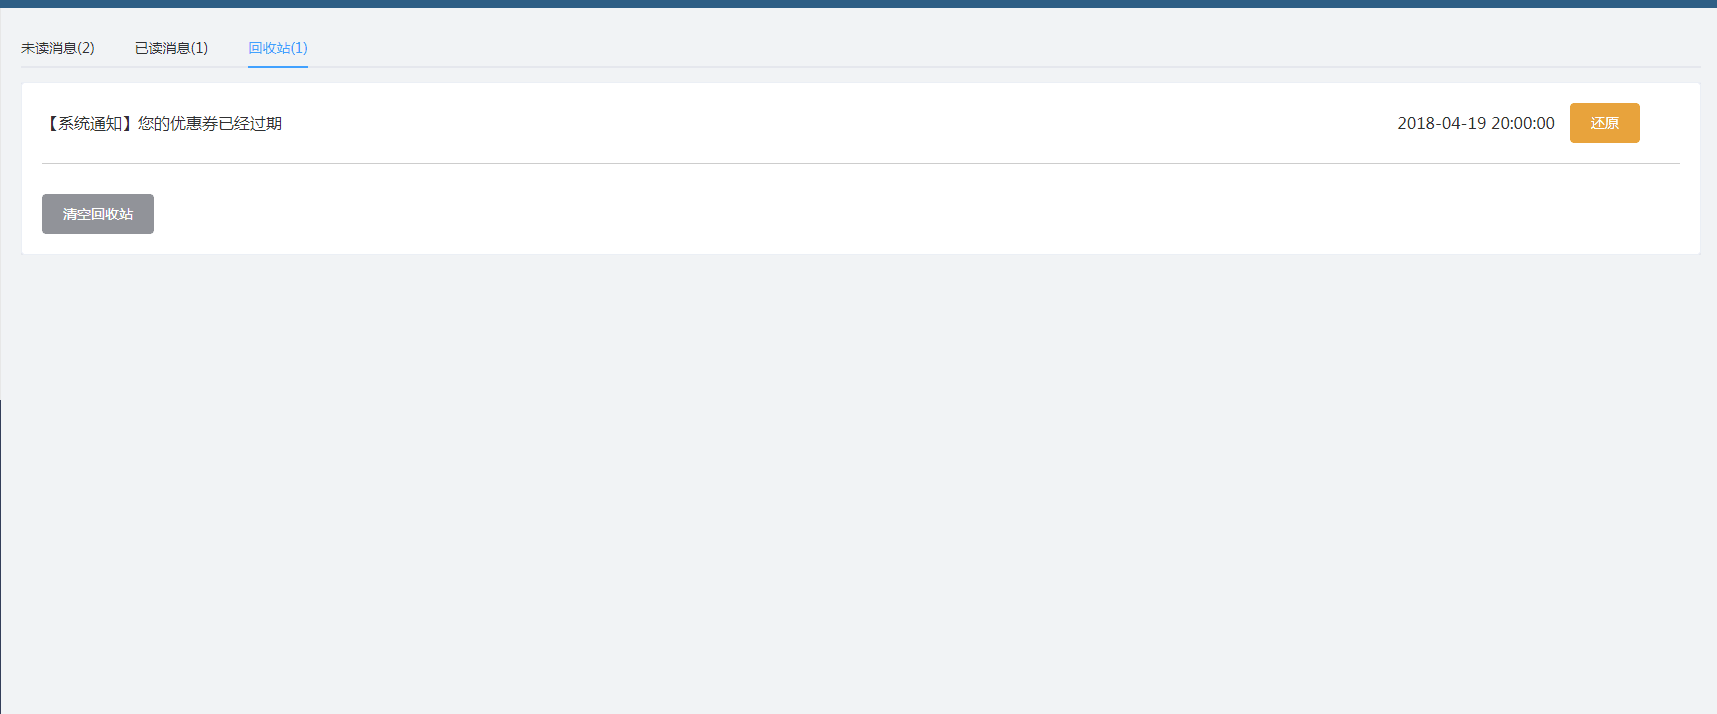 未读消息(2) 已读消息(1) 回收站(1)
【系统通知】您的优惠券已经过期 2018-04-19 20:00:00 还原
清空回收站